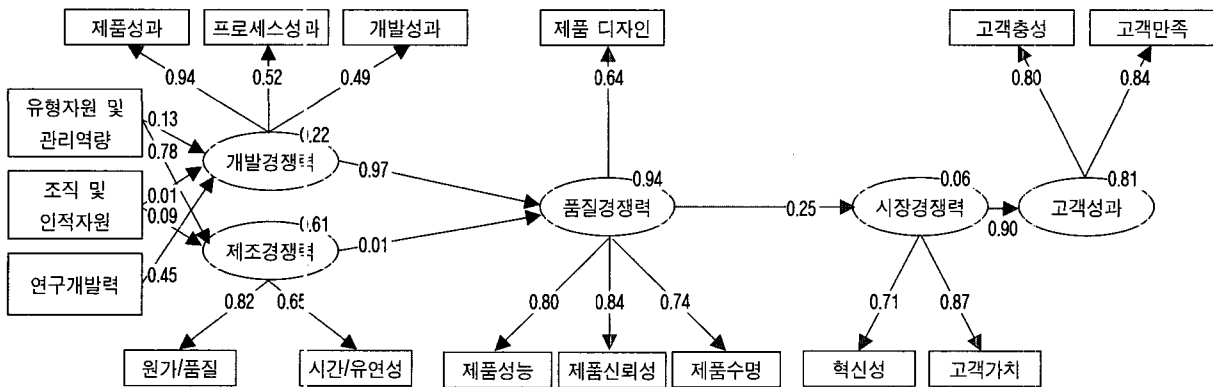 제품성과 프로세스성과 개발성과 제품 디자인 고객충성 고객만족
0.94 0.52 0.49 0.64 0.80 0.84
유형자원 및
관리역량
0.13
0.78
0.22
개발경쟁력
0.97
조직 및
인적자원
0.01
0.09
0.94
품질경쟁력
0.25
0.06
시장경쟁력
0.90
0.81
고객성과
연구개발력
0.45
0.61
제조경쟁력
0.01
0.82 0.65 0.80 0.84 0.74 0.71 0.87
원가/품질 시간/유연성 제품성능 제품신뢰성 제품수명 혁신성 고객가치